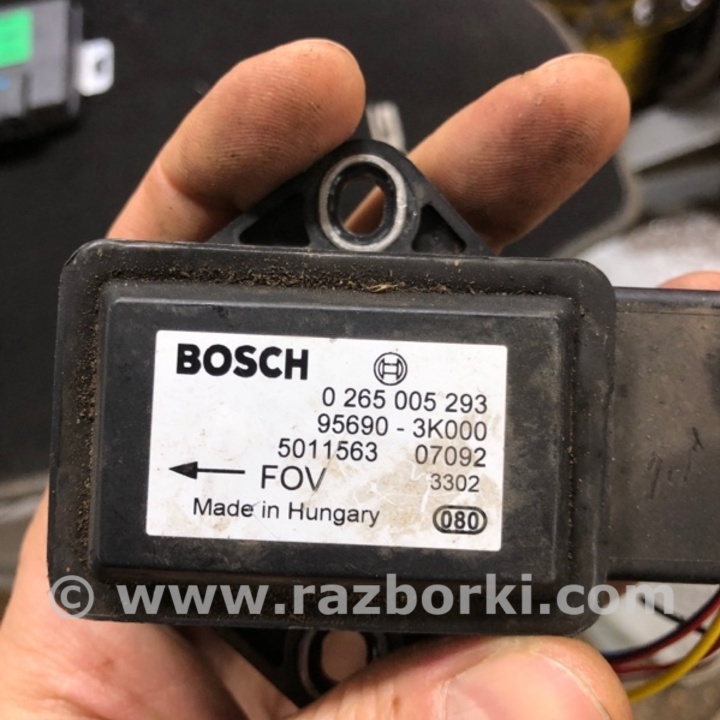 BOSCH
0 265 005 293
95690 - 3K000
5011563 07092
FOV 3302
Made in Hungary 080
© www.razborki.com